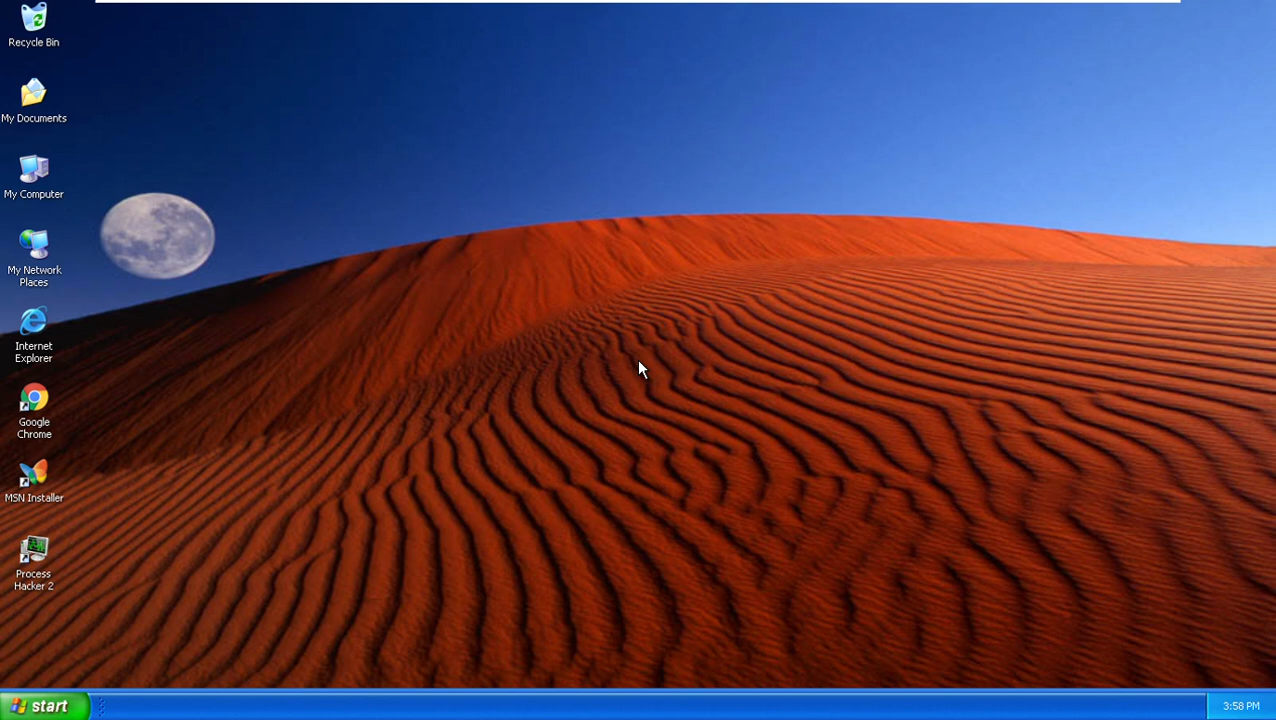 Recycle Bin
My Documents
My Computer
My Network
Places
Internet
Explorer
Google
Chrome
MSN Installer
Process
Hacker 2
start
3:58 PM